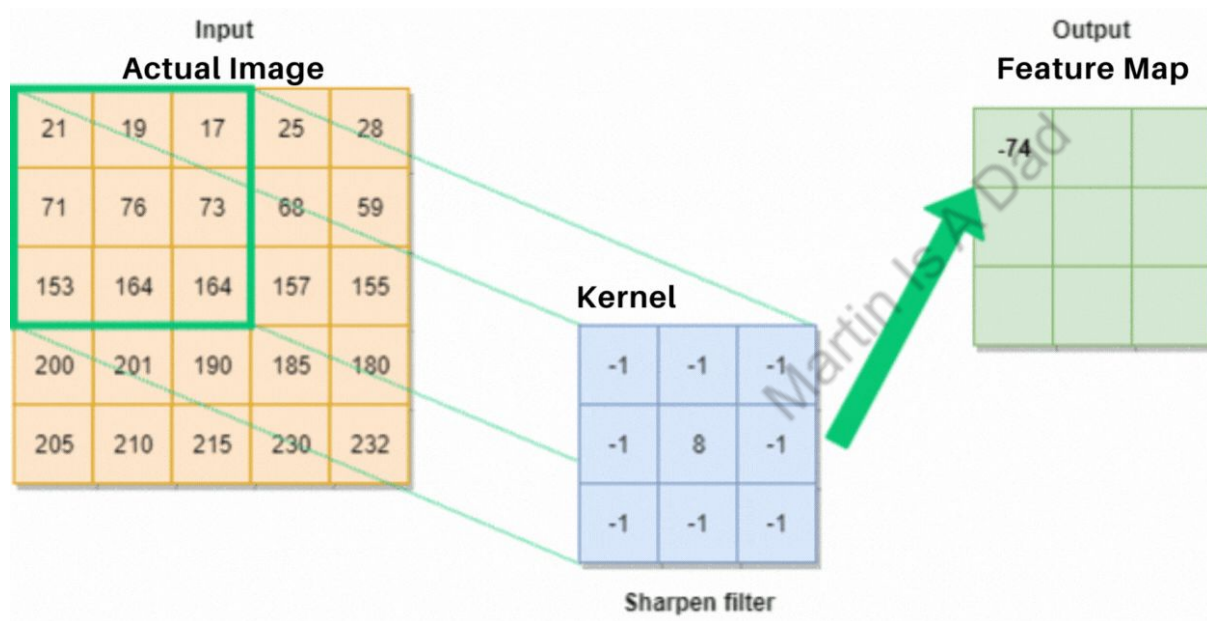 Input
Actual Image
21 19 17 25 28
71 76 73 68 59
153 164 164 157 155
200 201 190 185 180
205 210 215 230 232
Kernel
-1 -1 -1
-1 8 -1
-1 -1 -1
Sharpen filter
Output
Feature Map
-74
Martin Is A Dad